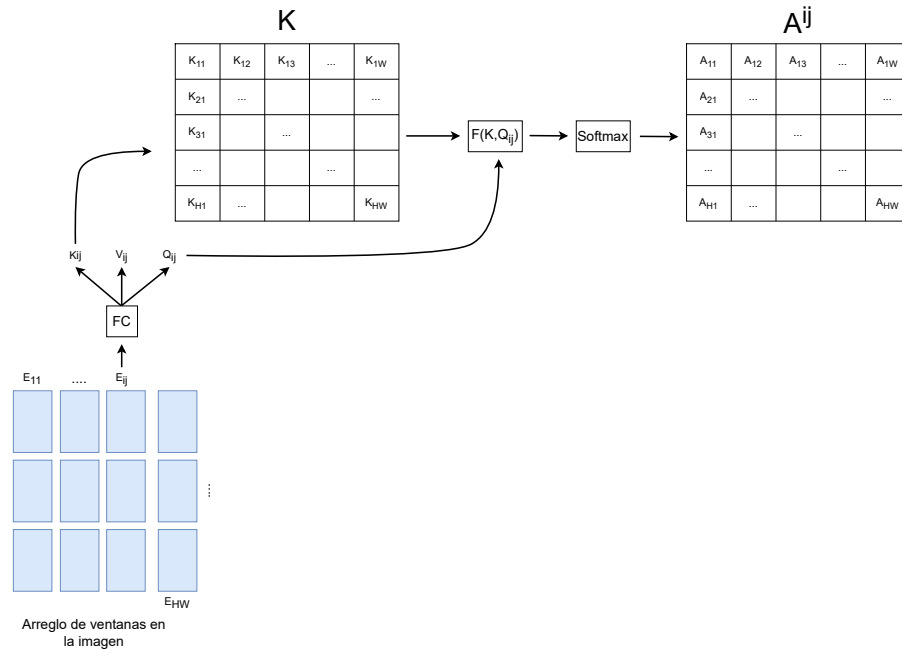 K
A^ij
K11 K12 K13 ... K1W
K21 ... ...
K31 ...
... ...
KH1 ... KHW
F(K,Qij)
Softmax
A11 A12 A13 ... A1W
A21 ... ...
A31 ...
... ...
AH1 ... AHW
Kij Vij Qij
FC
E11 .... Eij
....
EHW
Arreglo de ventanas en
la imagen